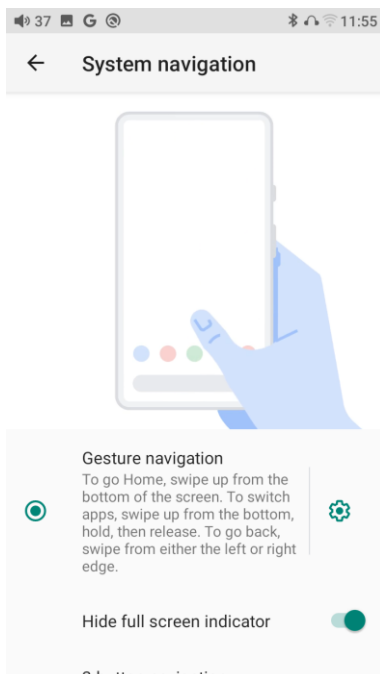 37 G 11:55
System navigation
Gesture navigation
To go Home, swipe up from the
bottom of the screen. To switch
apps, swipe up from the bottom,
hold, then release. To go back,
swipe from either the left or right
edge.
Hide full screen indicator